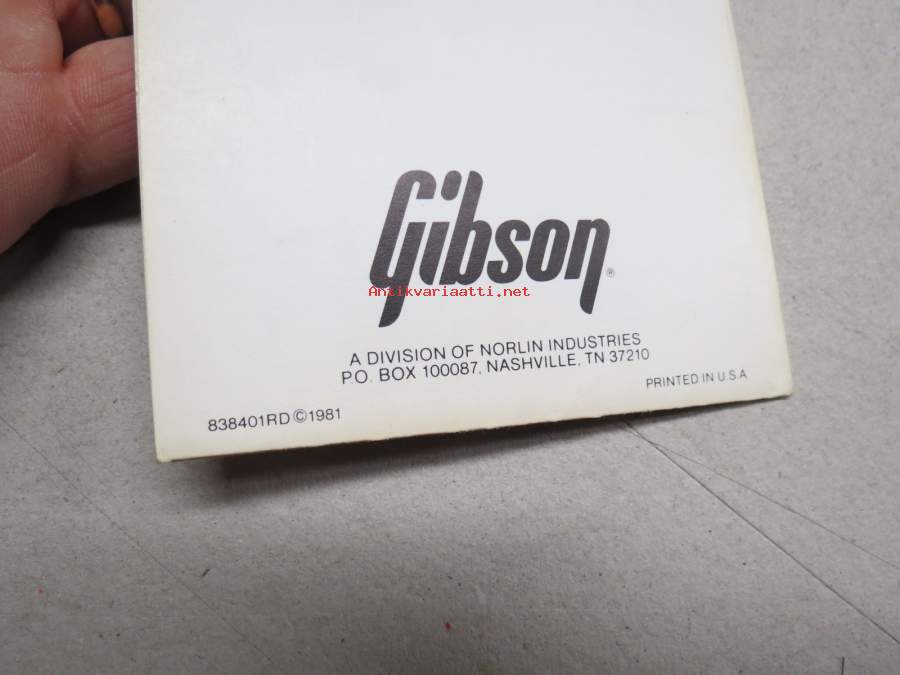 Gibson®
Antikvariaatti.net
A DIVISION OF NORLIN INDUSTRIES
P.O. BOX 100087, NASHVILLE, TN 37210
PRINTED IN U.S.A.
838401RD©1981